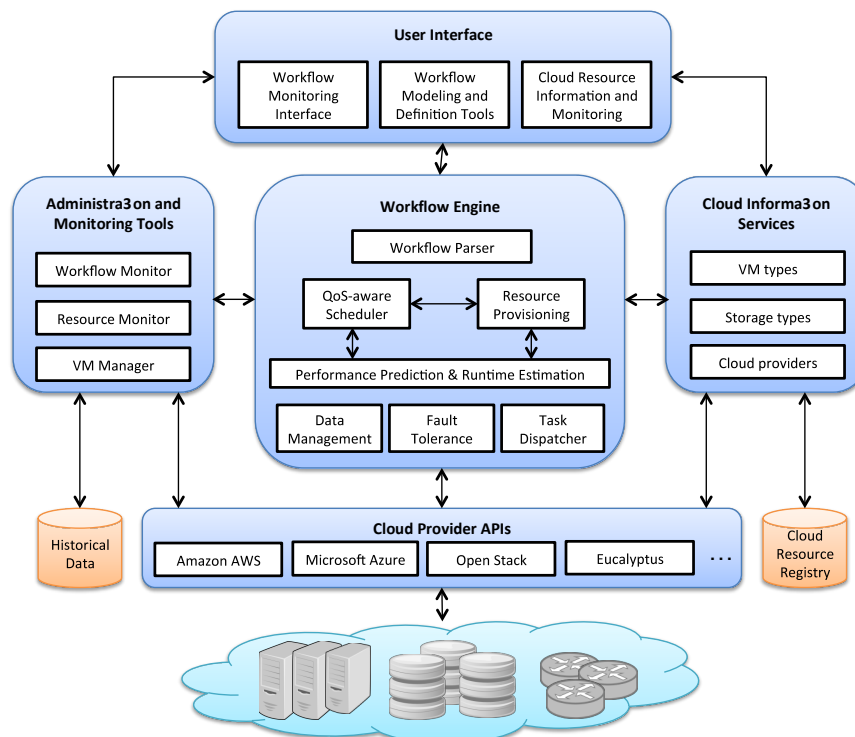 User Interface
Workflow
Monitoring
Interface
Workflow
Modeling and
Definition Tools
Cloud Resource
Information and
Monitoring
Administra3on and
Monitoring Tools
Workflow Monitor
Resource Monitor
VM Manager
Workflow Engine
Workflow Parser
QoS-aware
Scheduler
Resource
Provisioning
Performance Prediction & Runtime Estimation
Data
Management
Fault
Tolerance
Task
Dispatcher
Cloud Informa3on
Services
VM types
Storage types
Cloud providers
Historical
Data
Cloud Provider APIs
Amazon AWS
Microsoft Azure
Open Stack
Eucalyptus
...
Cloud
Resource
Registry